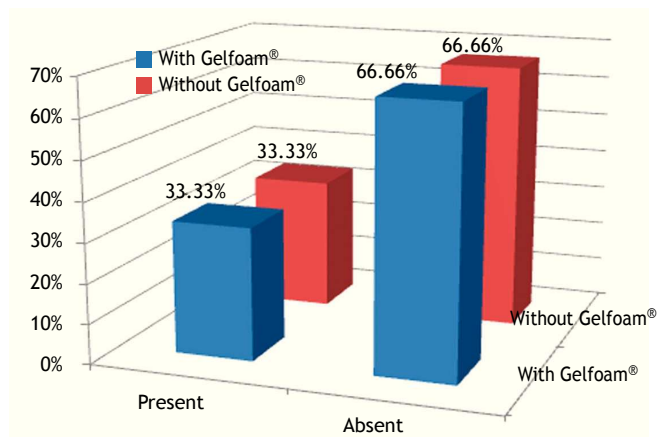 66.66%
With Gelfoam®
Without Gelfoam®
66.66%
33.33%
33.33%
70%
60%
50%
40%
30%
20%
10%
0%
Without Gelfoam®
With Gelfoam®
Present
Absent